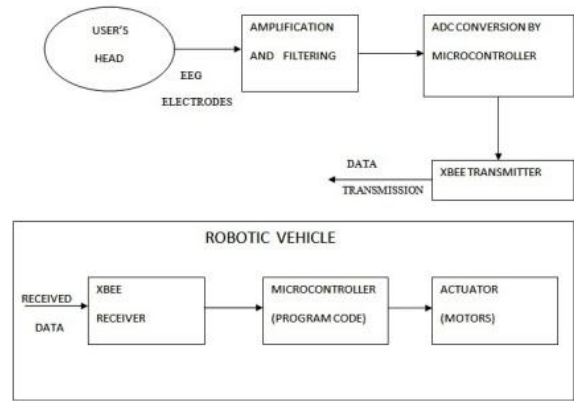 USER'S
HEAD
EEG
ELECTRODES
AMPLIFICATION
AND FILTERING
ADC CONVERSION BY
MICROCONTROLLER
XBEE TRANSMITTER
DATA
TRANSMISSION
ROBOTIC VEHICLE
RECEIVED
DATA
XBEE
RECEIVER
MICROCONTROLLER
(PROGRAM CODE)
ACTUATOR
(MOTORS)